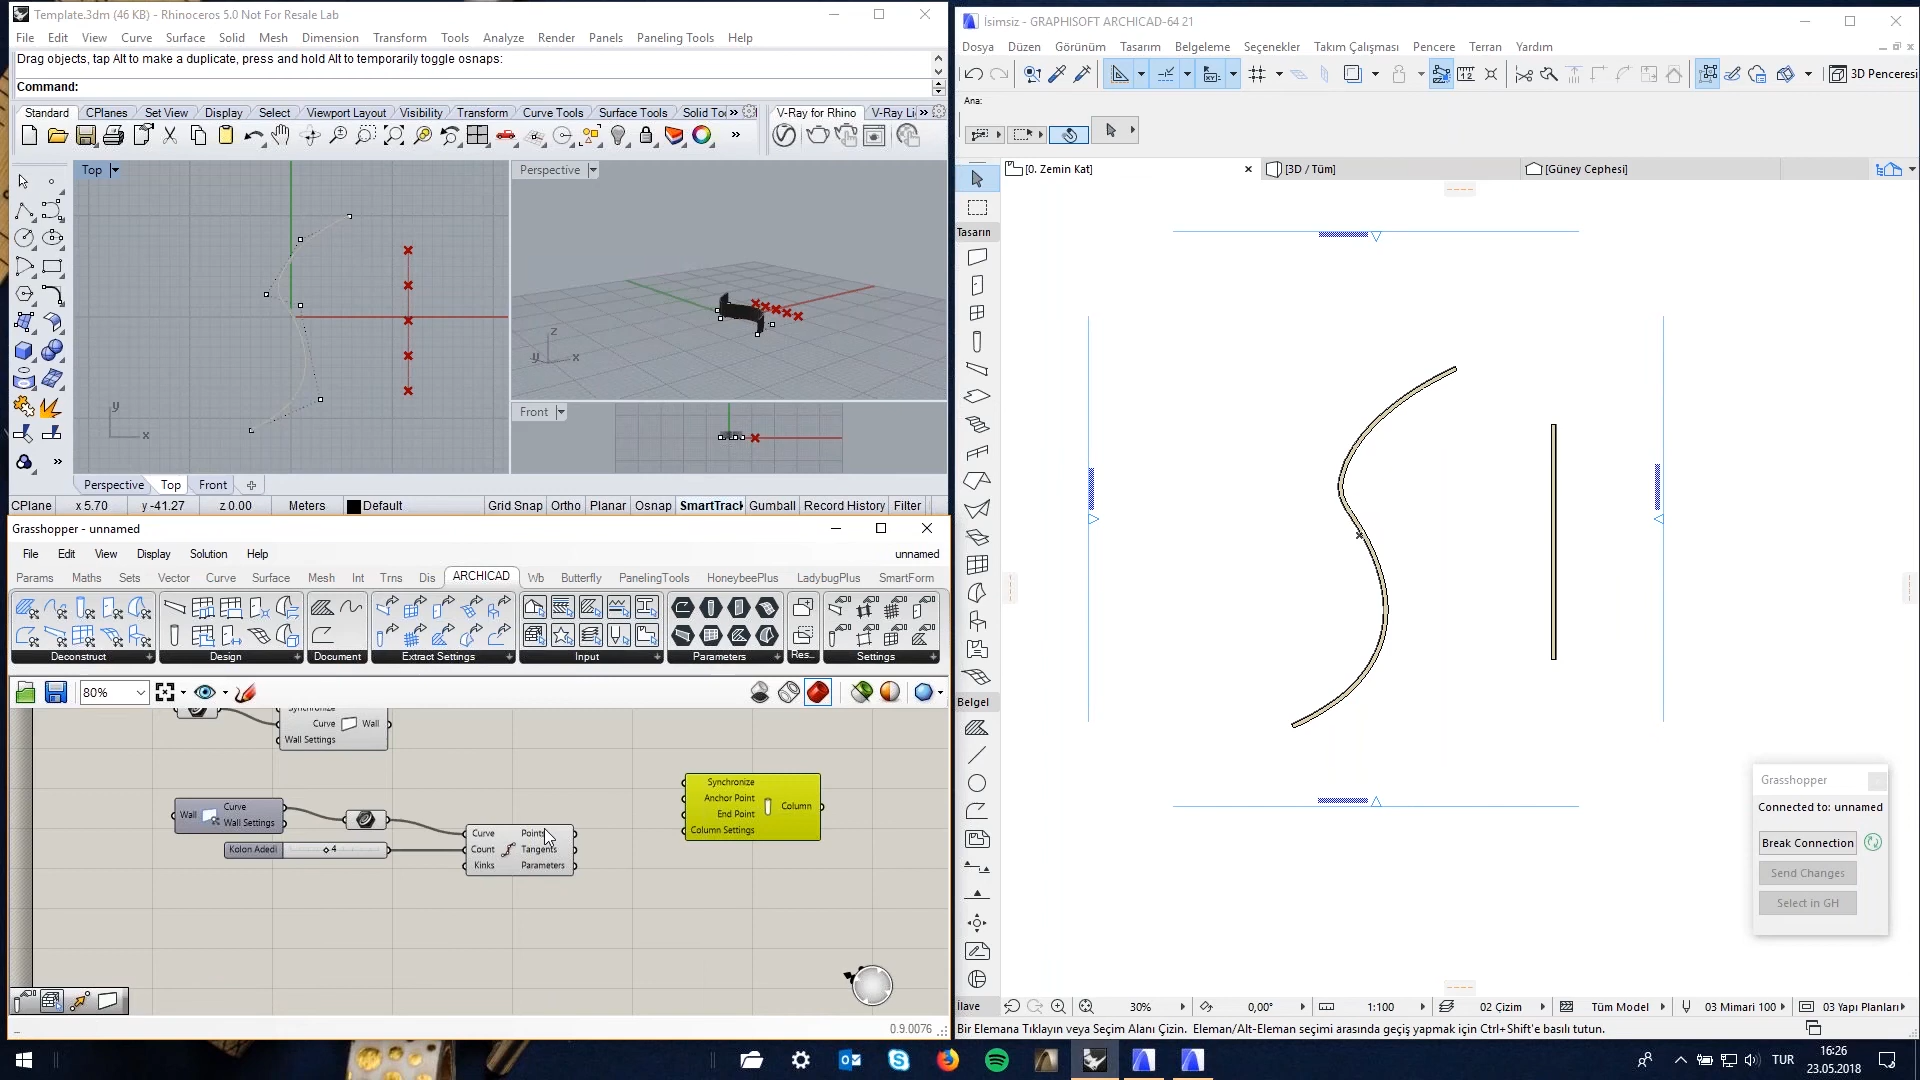 Template.3dm (46 KB) - Rhinoceros 5.0 Not For Resale Lab
File Edit View Curve Surface Solid Mesh Dimension Transform Tools Analyze Render Panels Paneling Tools Help
Drag objects, tap Alt to make a duplicate, press and hold Alt to temporarily toggle osnaps:
Command:
Standard CPlanes Set View Display Select Viewport Layout Visibility Transform Curve Tools Surface Tools Solid Too »
V-Ray for Rhino V-Ray Li »
Top
Perspective
Front
y
x
z
y
x
Perspective Top Front
CPlane x 5.70 y -41.27 z 0.00 Meters Default Grid Snap Ortho Planar Osnap SmartTrack Gumball Record History Filter
Grasshopper - unnamed
File Edit View Display Solution Help unnamed
Params Maths Sets Vector Curve Surface Mesh Int Trns Dis ARCHICAD Wb Butterfly PanelingTools HoneybeePlus LadybugPlus SmartForm
Deconstruct Design Document Extract Settings Input Parameters Res... Settings
80%
Synchronize
Curve Wall
Wall Settings
Wall Curve
Wall Settings
Kolon Adedi 4
Curve Points
Count Tangents
Kinks Parameters
Synchronize
Anchor Point
End Point
Column Settings
Column
0.9.0076
İsimsiz - GRAPHISOFT ARCHICAD-64 21
Dosya Düzen Görünüm Tasarım Belgeleme Seçenekler Takım Çalışması Pencere Terran Yardım
3D Penceresi
Ana:
[0. Zemin Kat] [3D / Tüm] [Güney Cephesi]
Tasarın
Belgel
İlave
Grasshopper
Connected to: unnamed
Break Connection
Send Changes
Select in GH
30% 0,00° 1:100 02 Çizim Tüm Model 03 Mimari 100 03 Yapı Planları
Bir Elemana Tıklayın veya Seçim Alanı Çizin. Eleman/Alt-Eleman seçimi arasında geçiş yapmak için Ctrl+Shift'e basılı tutun.
TUR
16:26
23.05.2018